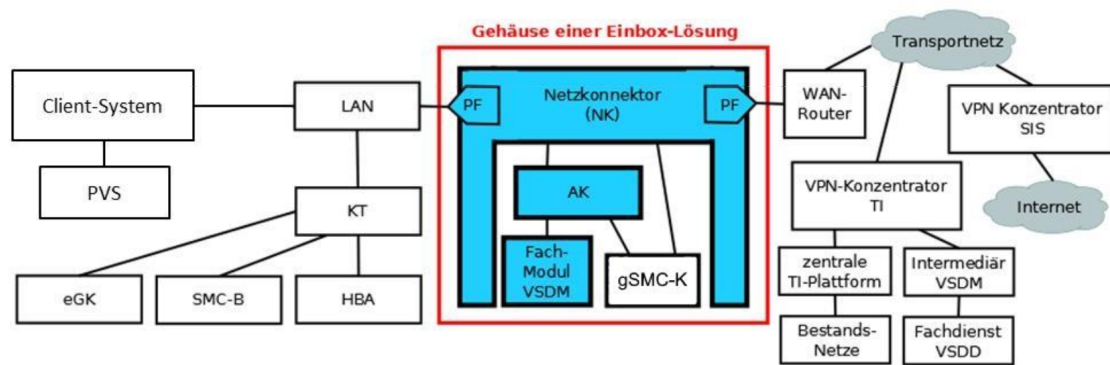 Gehäuse einer Einbox-Lösung
Client-System
PVS
LAN
KT
eGK
SMC-B
HBA
PF
Netzkonnektor
(NK)
PF
AK
Fach-
Modul
VSDM
gSMC-K
WAN-
Router
Transportnetz
VPN Konzentrator
SIS
Internet
VPN-Konzentrator
TI
zentrale
TI-Plattform
Intermediär
VSDM
Bestands-
Netze
Fachdienst
VSDD